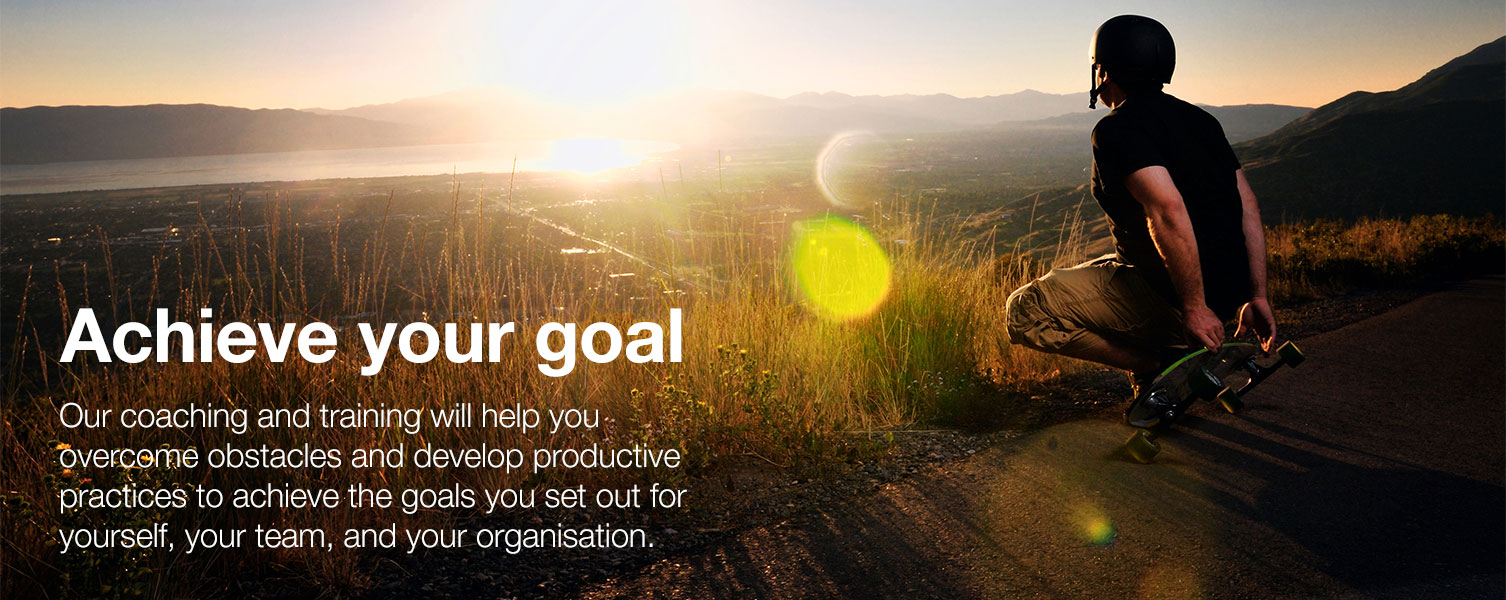 Achieve your goal
Our coaching and training will help you
overcome obstacles and develop productive
practices to achieve the goals you set out for
yourself, your team, and your organisation.